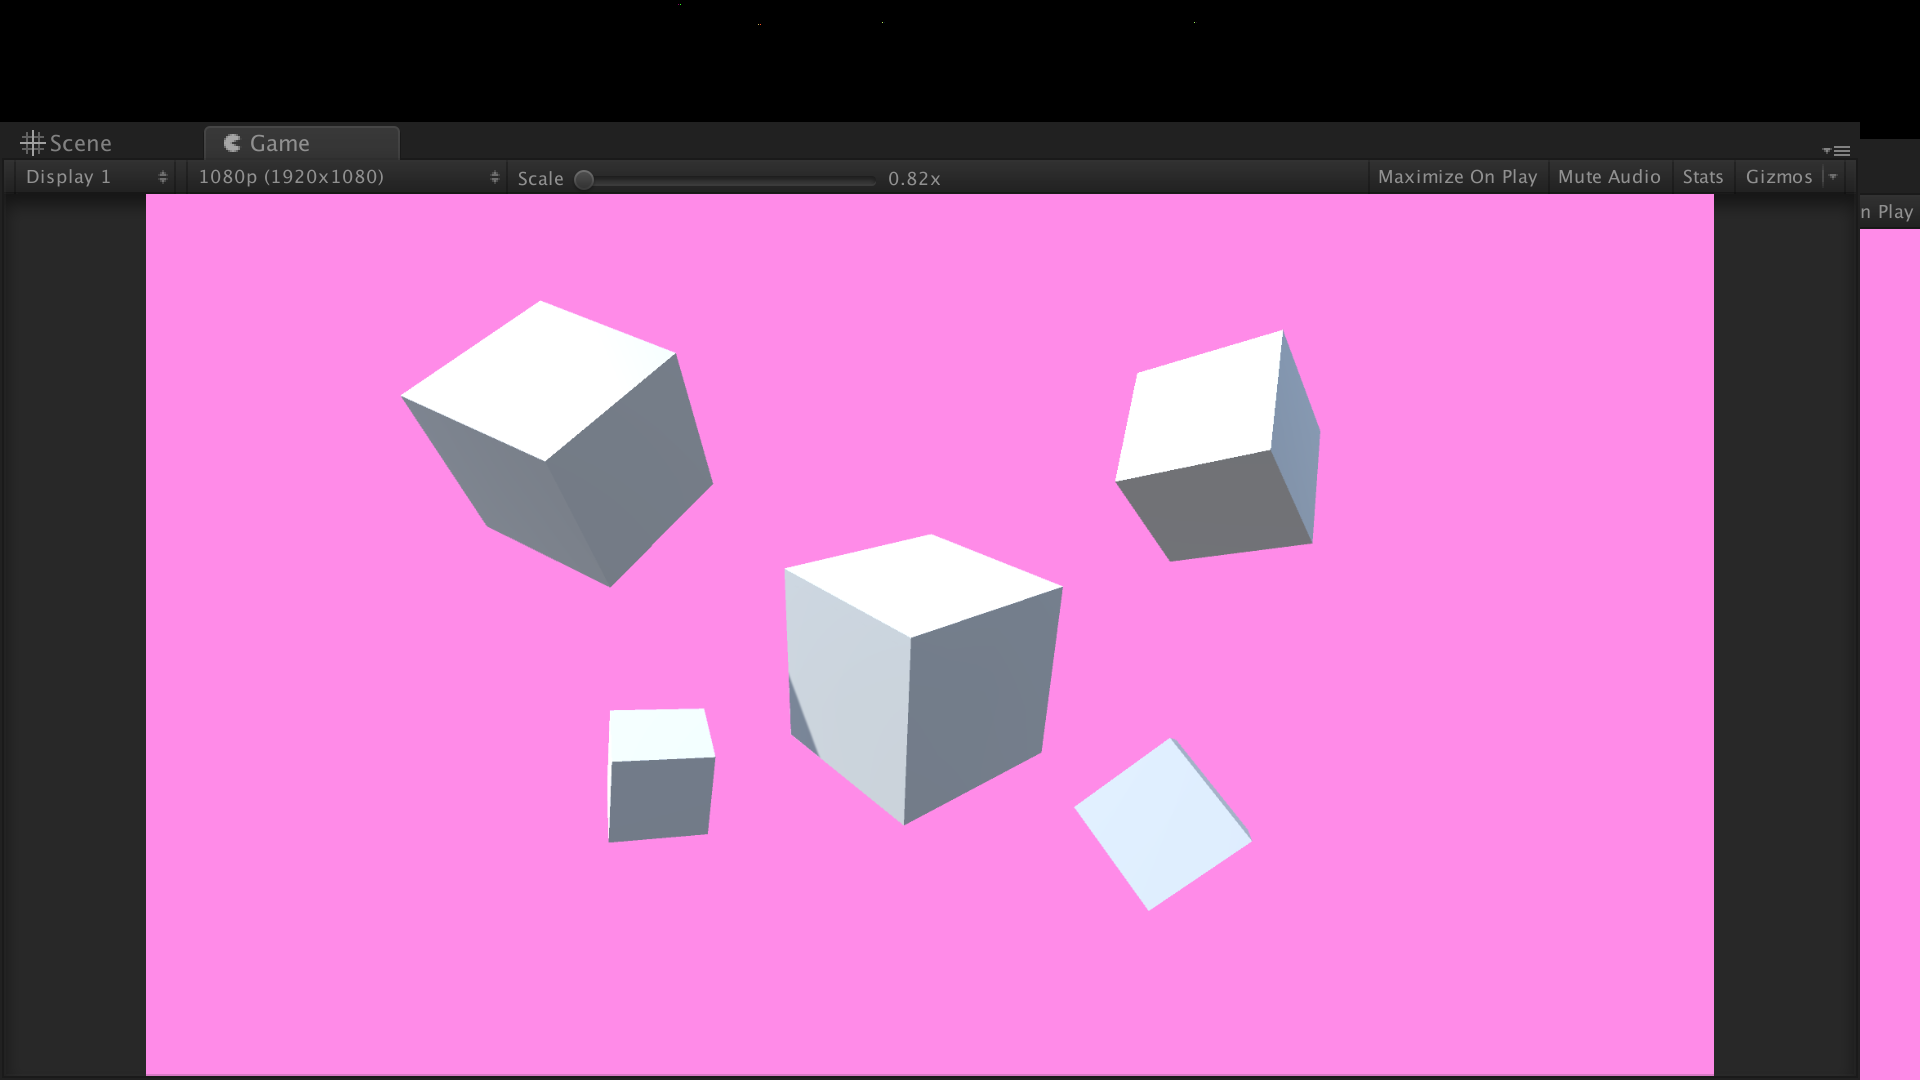 Scene Game
Display 1 1080p (1920x1080) Scale 0.82x Maximize On Play Mute Audio Stats Gizmos
n Play